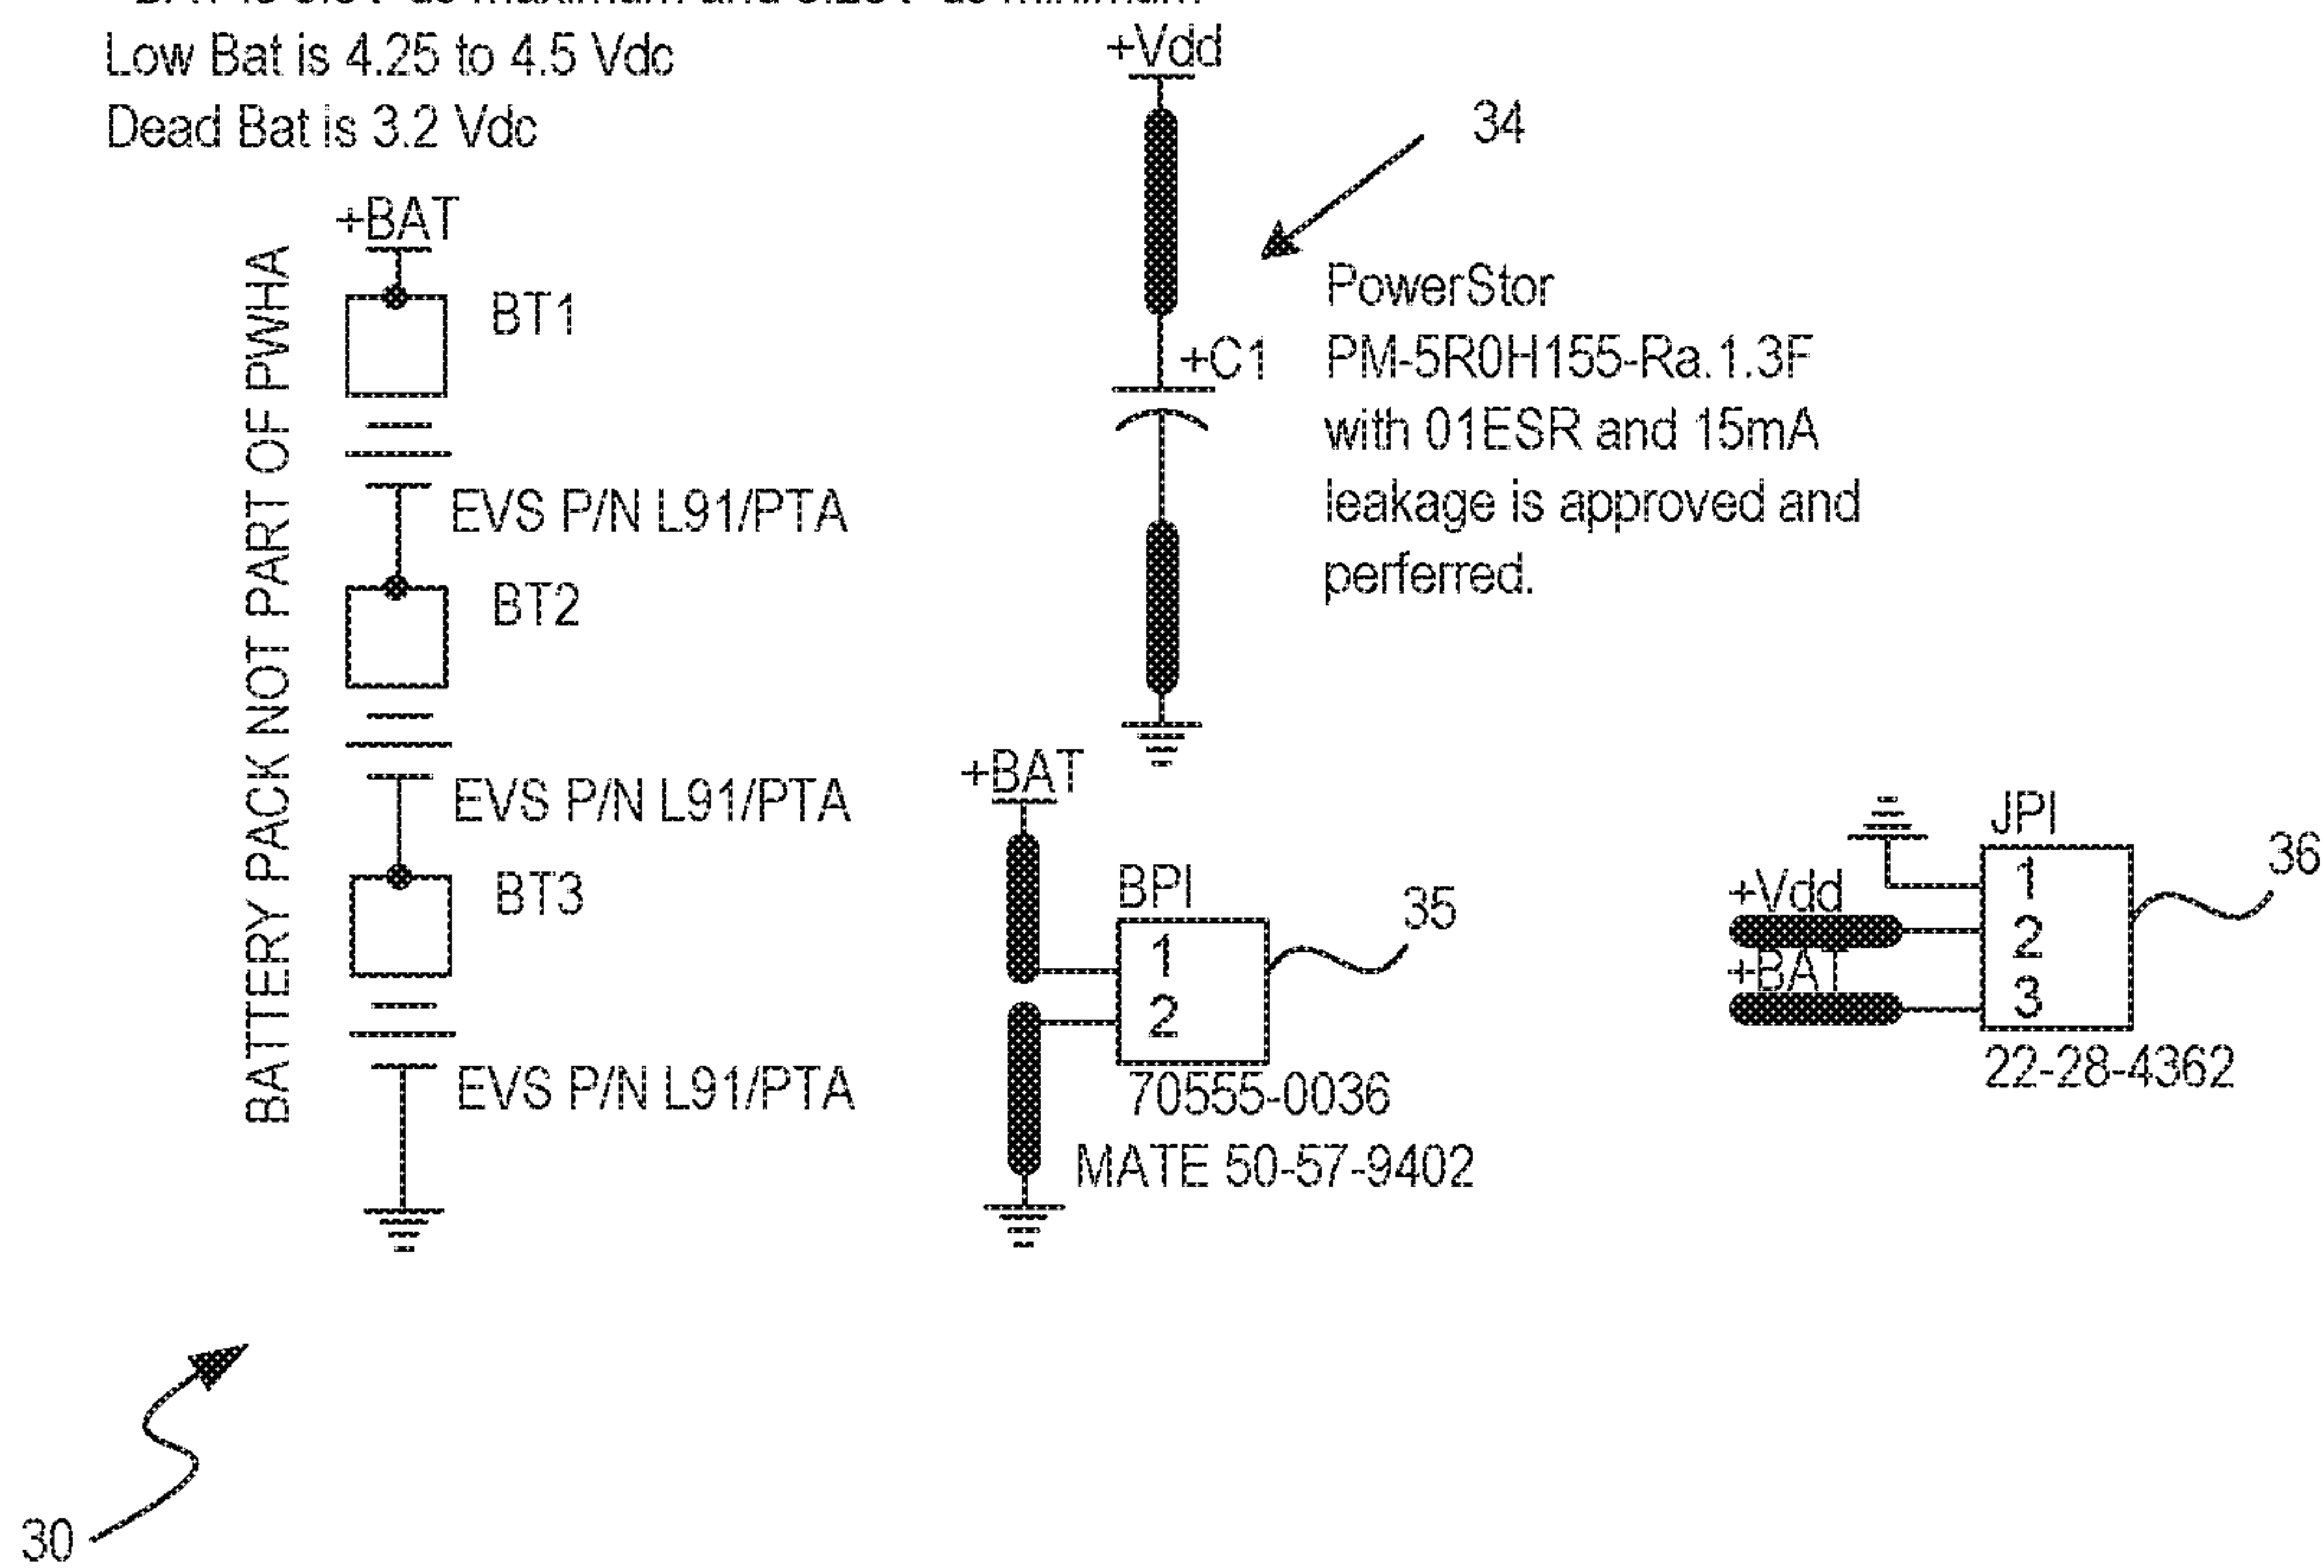 Low Bat is 4.25 to 4.5 Vdc
Dead Bat is 3.2 Vdc
+BAT
BATTERY PACK NOT PART OF PWHA
BT1
EVS P/N L91/PTA
BT2
EVS P/N L91/PTA
BT3
EVS P/N L91/PTA
+Vdd
34
+C1
PowerStor
PM-5R0H155-Ra.1.3F
with 01ESR and 15mA
leakage is approved and
perferred.
+BAT
BPI
1
2
35
70555-0036
MATE 50-57-9402
JPI
+Vdd
+BAT
1
2
3
36
22-28-4362
30